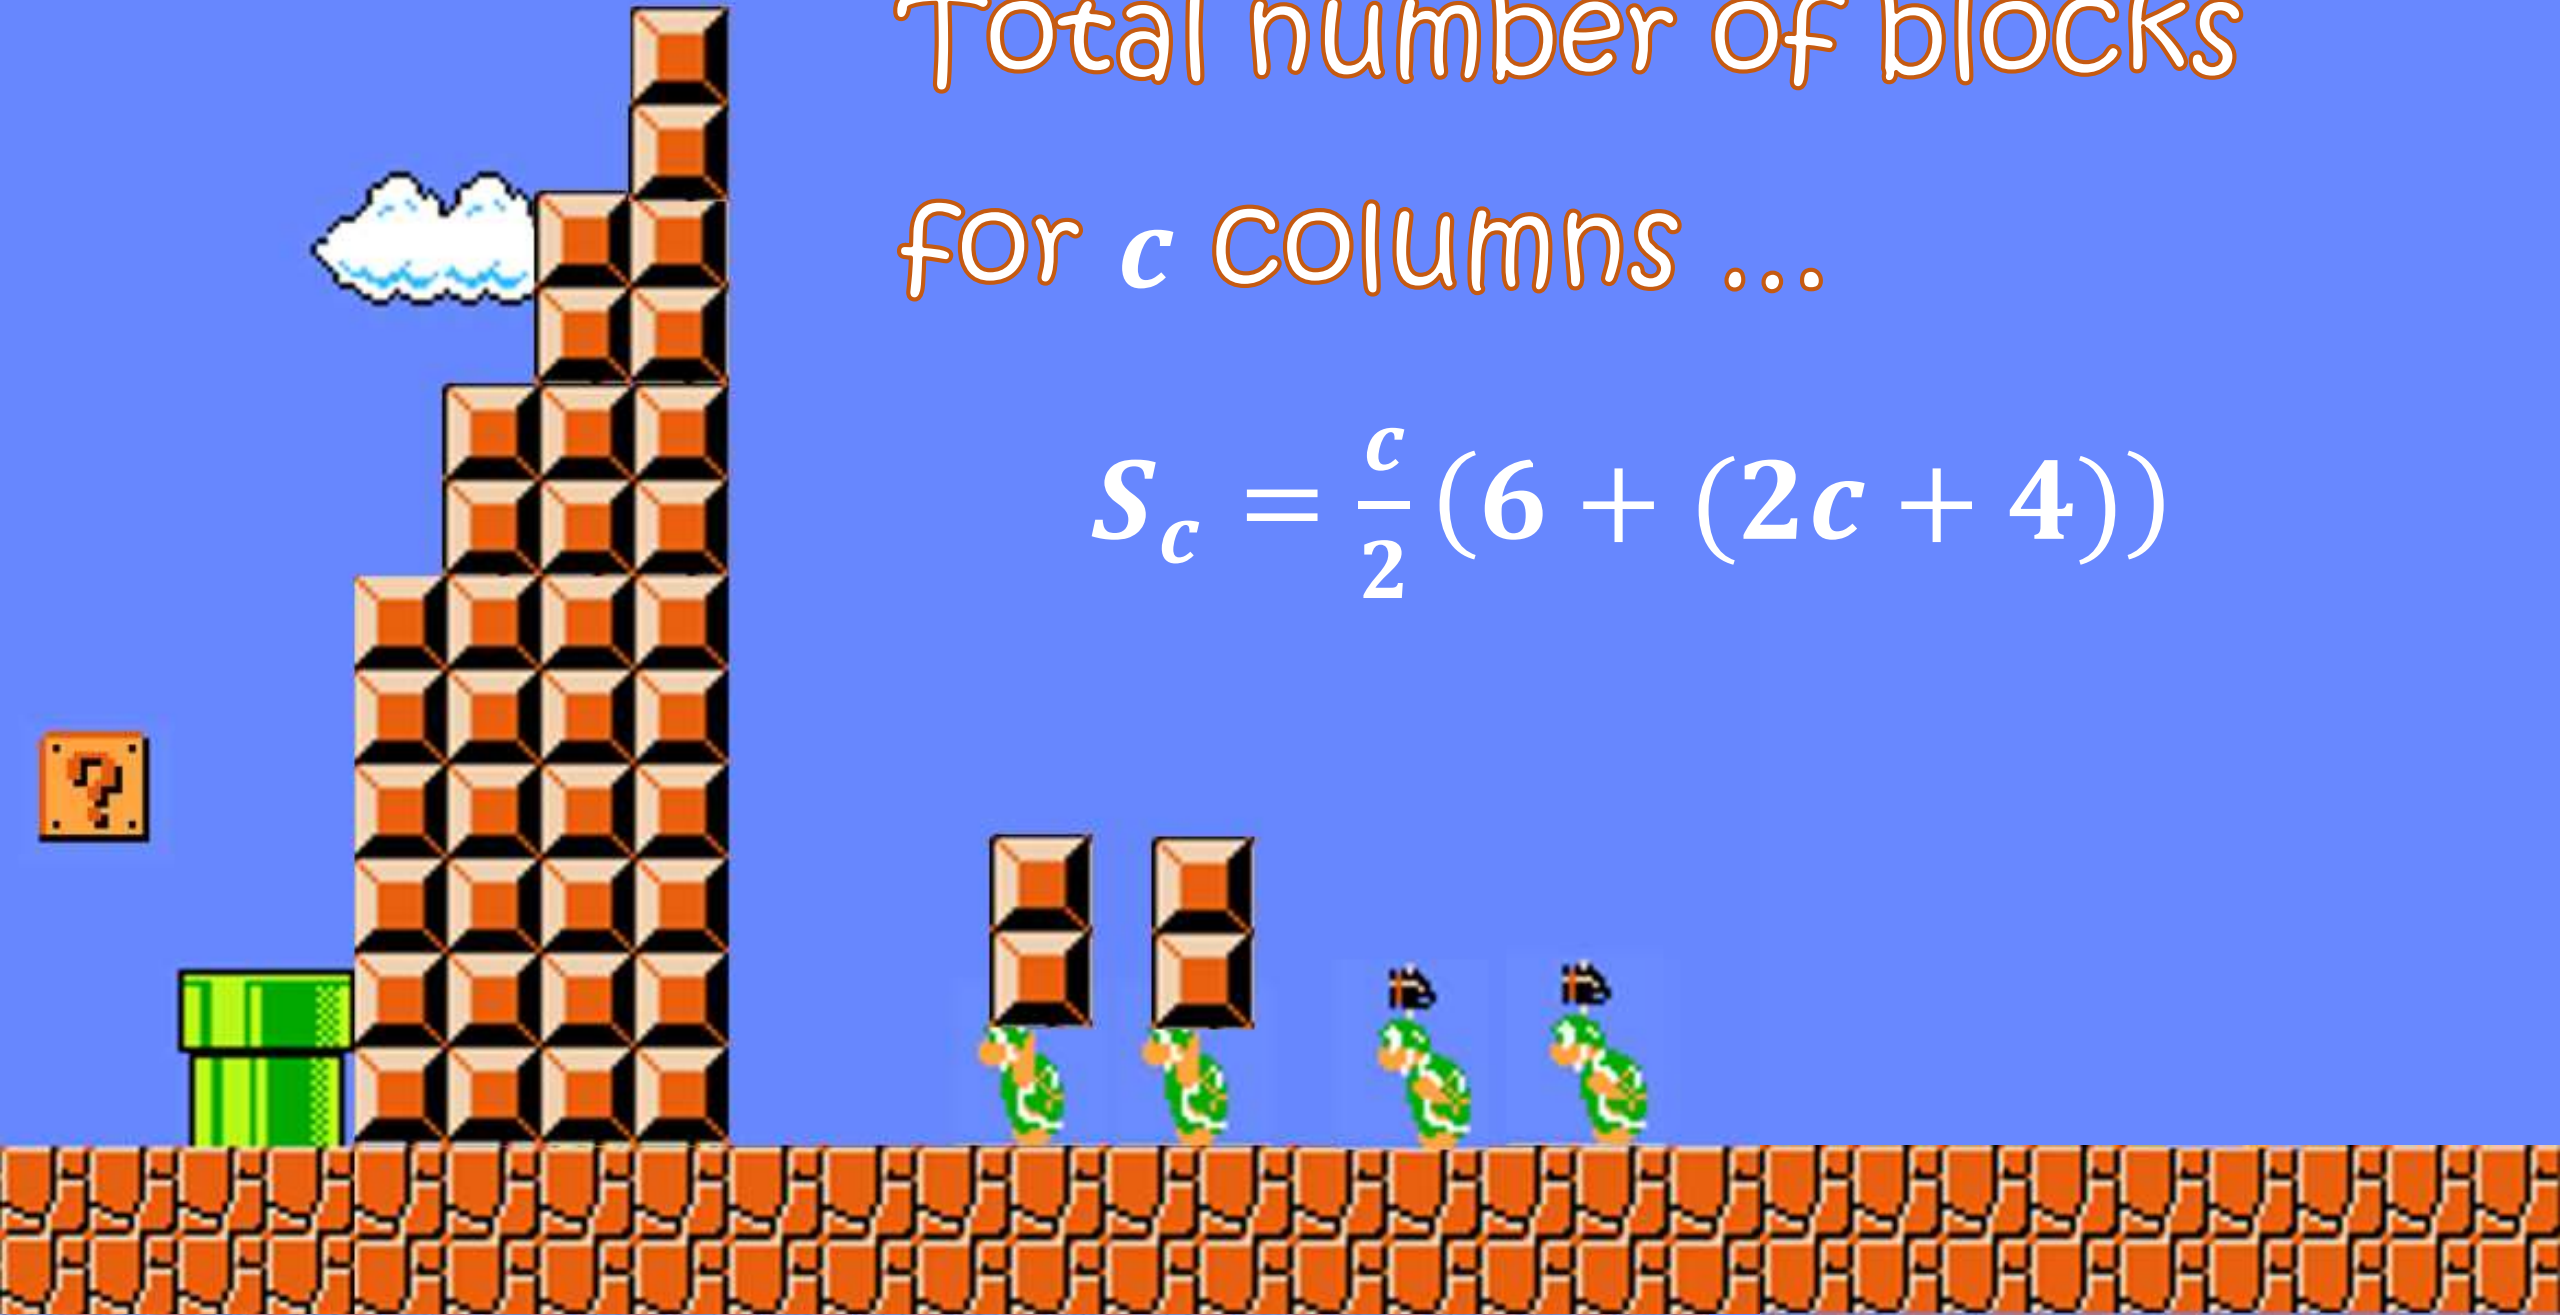 Total number of blocks
for c columns ...
S_c = c/2 (6 + (2c + 4))
?